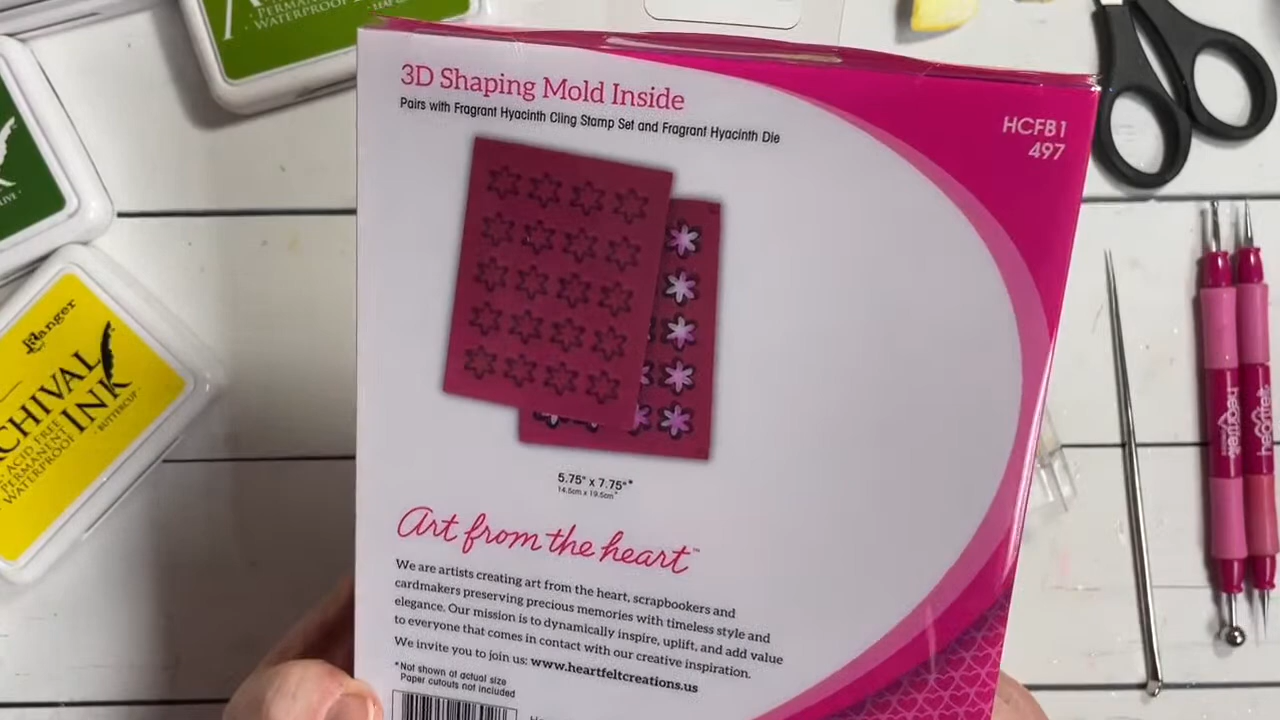 PERMANENT
WATERPROOF
3D Shaping Mold Inside
Pairs with Fragrant Hyacinth Cling Stamp Set and Fragrant Hyacinth Die
HCFB1
497
5.75" x 7.75"*
14.6cm x 19.6cm*
Art from the heart™
We are artists creating art from the heart, scrapbookers and
cardmakers preserving precious memories with timeless style and
elegance. Our mission is to dynamically inspire, uplift, and add value
to everyone that comes in contact with our creative inspiration.
We invite you to join us: www.heartfeltcreations.us
*Not shown at actual size
Paper cutouts not included
Ranger
CHIVAL
INK
ACID FREE
PERMANENT
WATERPROOF
BUTTERCUP
heartfelt
heartfelt